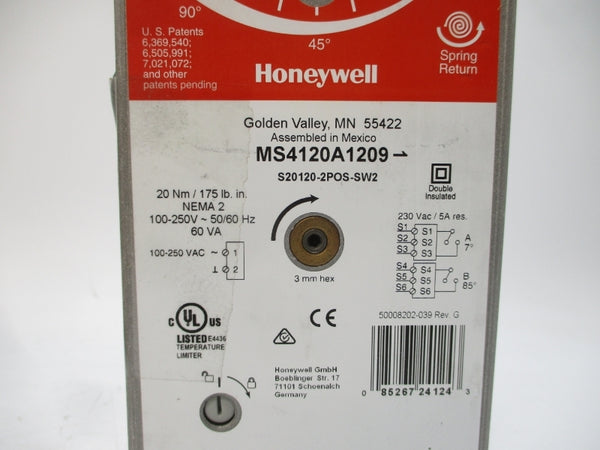 90°
45°
U.S. Patents
6,369,540;
6,505,991;
7,021,072;
and other
patents pending
Honeywell
Spring
Return
Golden Valley, MN 55422
Assembled in Mexico
MS4120A1209
S20120-2POS-SW2
Double
Insulated
20 Nm / 175 lb. in.
NEMA 2
100-250V ~ 50/60 Hz
60 VA
100-250 VAC ~ 1
2
3 mm hex
230 Vac / 5A res.
S1 S1
S2 S2
S3 S3
A
7°
S4 S4
S5 S5
S6 S6
B
85°
50008202-039 Rev. G
C UL US
LISTED E4436
TEMPERATURE
LIMITER
CE
Honeywell GmbH
Boeblinger Str. 17
71101 Schoenaich
Germany
0 85267 24124 3